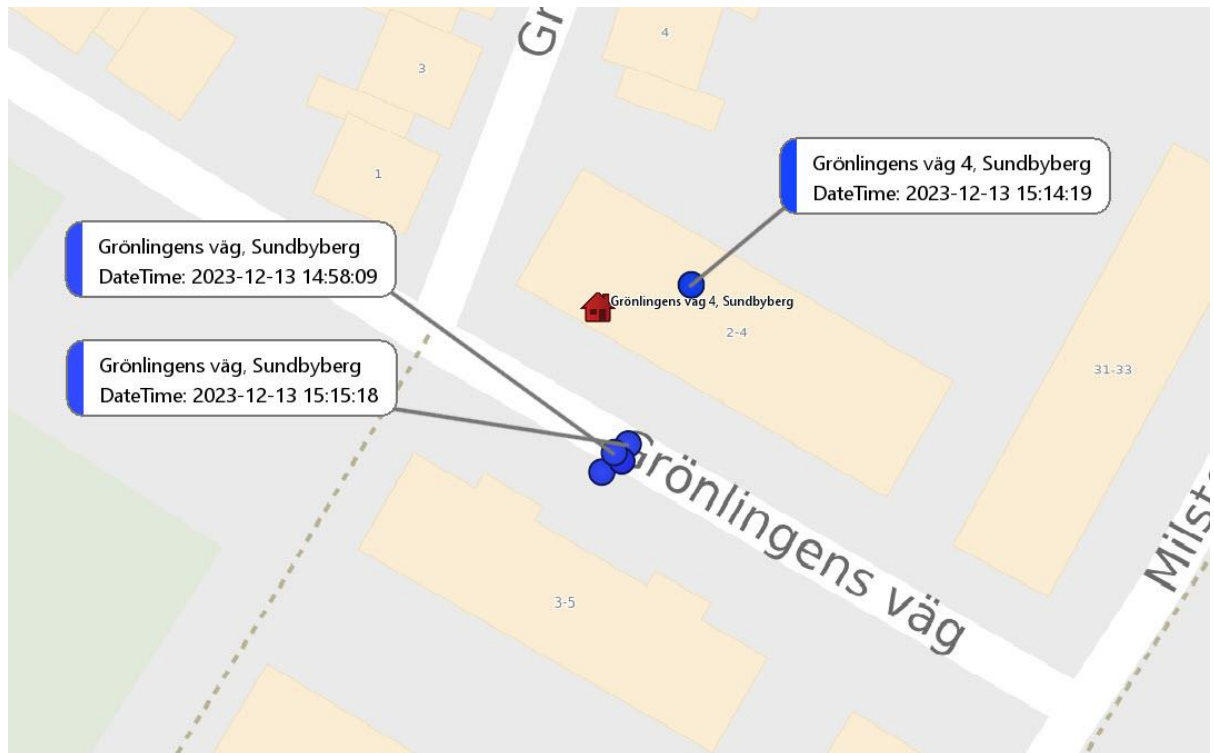 Gr
4
3
1
Grönlingens väg 4, Sundbyberg
DateTime: 2023-12-13 15:14:19
Grönlingens väg, Sundbyberg
DateTime: 2023-12-13 14:58:09
Grönlingens väg 4, Sundbyberg
2-4
Grönlingens väg, Sundbyberg
DateTime: 2023-12-13 15:15:18
31-33
Grönlingens väg
Milst
3-5